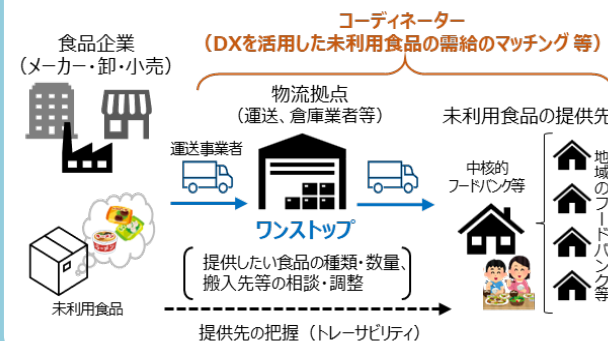 コーディネーター
（DXを活用した未利用食品の需給のマッチング 等）
食品企業
（メーカー・卸・小売）
物流拠点
（運送、倉庫業者等）
未利用食品の提供先
運送事業者
中核的
フードバンク等
地域のフードバンク等
ワンストップ
提供したい食品の種類・数量、
搬入先等の相談・調整
未利用食品
提供先の把握（トレーサビリティ）